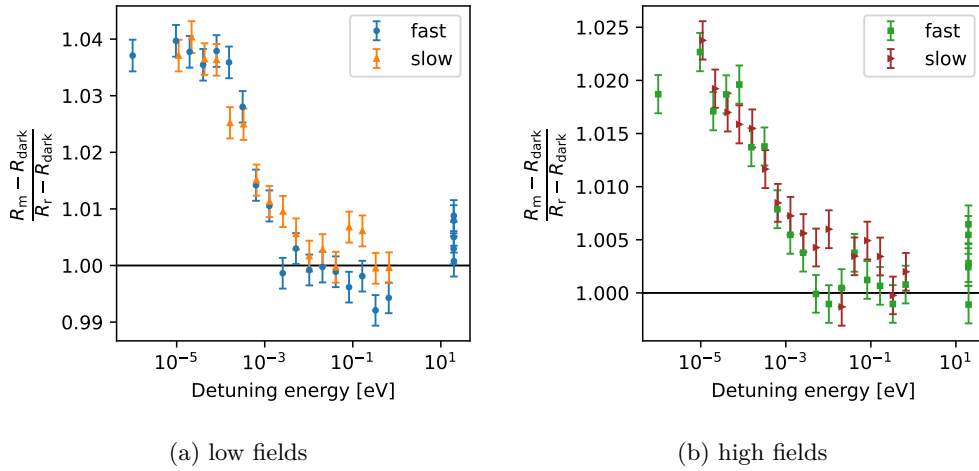 fast
slow
1.04
1.03
1.02
1.01
1.00
0.99
R_m − R_dark
R_r − R_dark
10^−5
10^−3
10^−1
10^1
Detuning energy [eV]
(a) low fields
fast
slow
1.025
1.020
1.015
1.010
1.005
1.000
R_m − R_dark
R_r − R_dark
10^−5
10^−3
10^−1
10^1
Detuning energy [eV]
(b) high fields